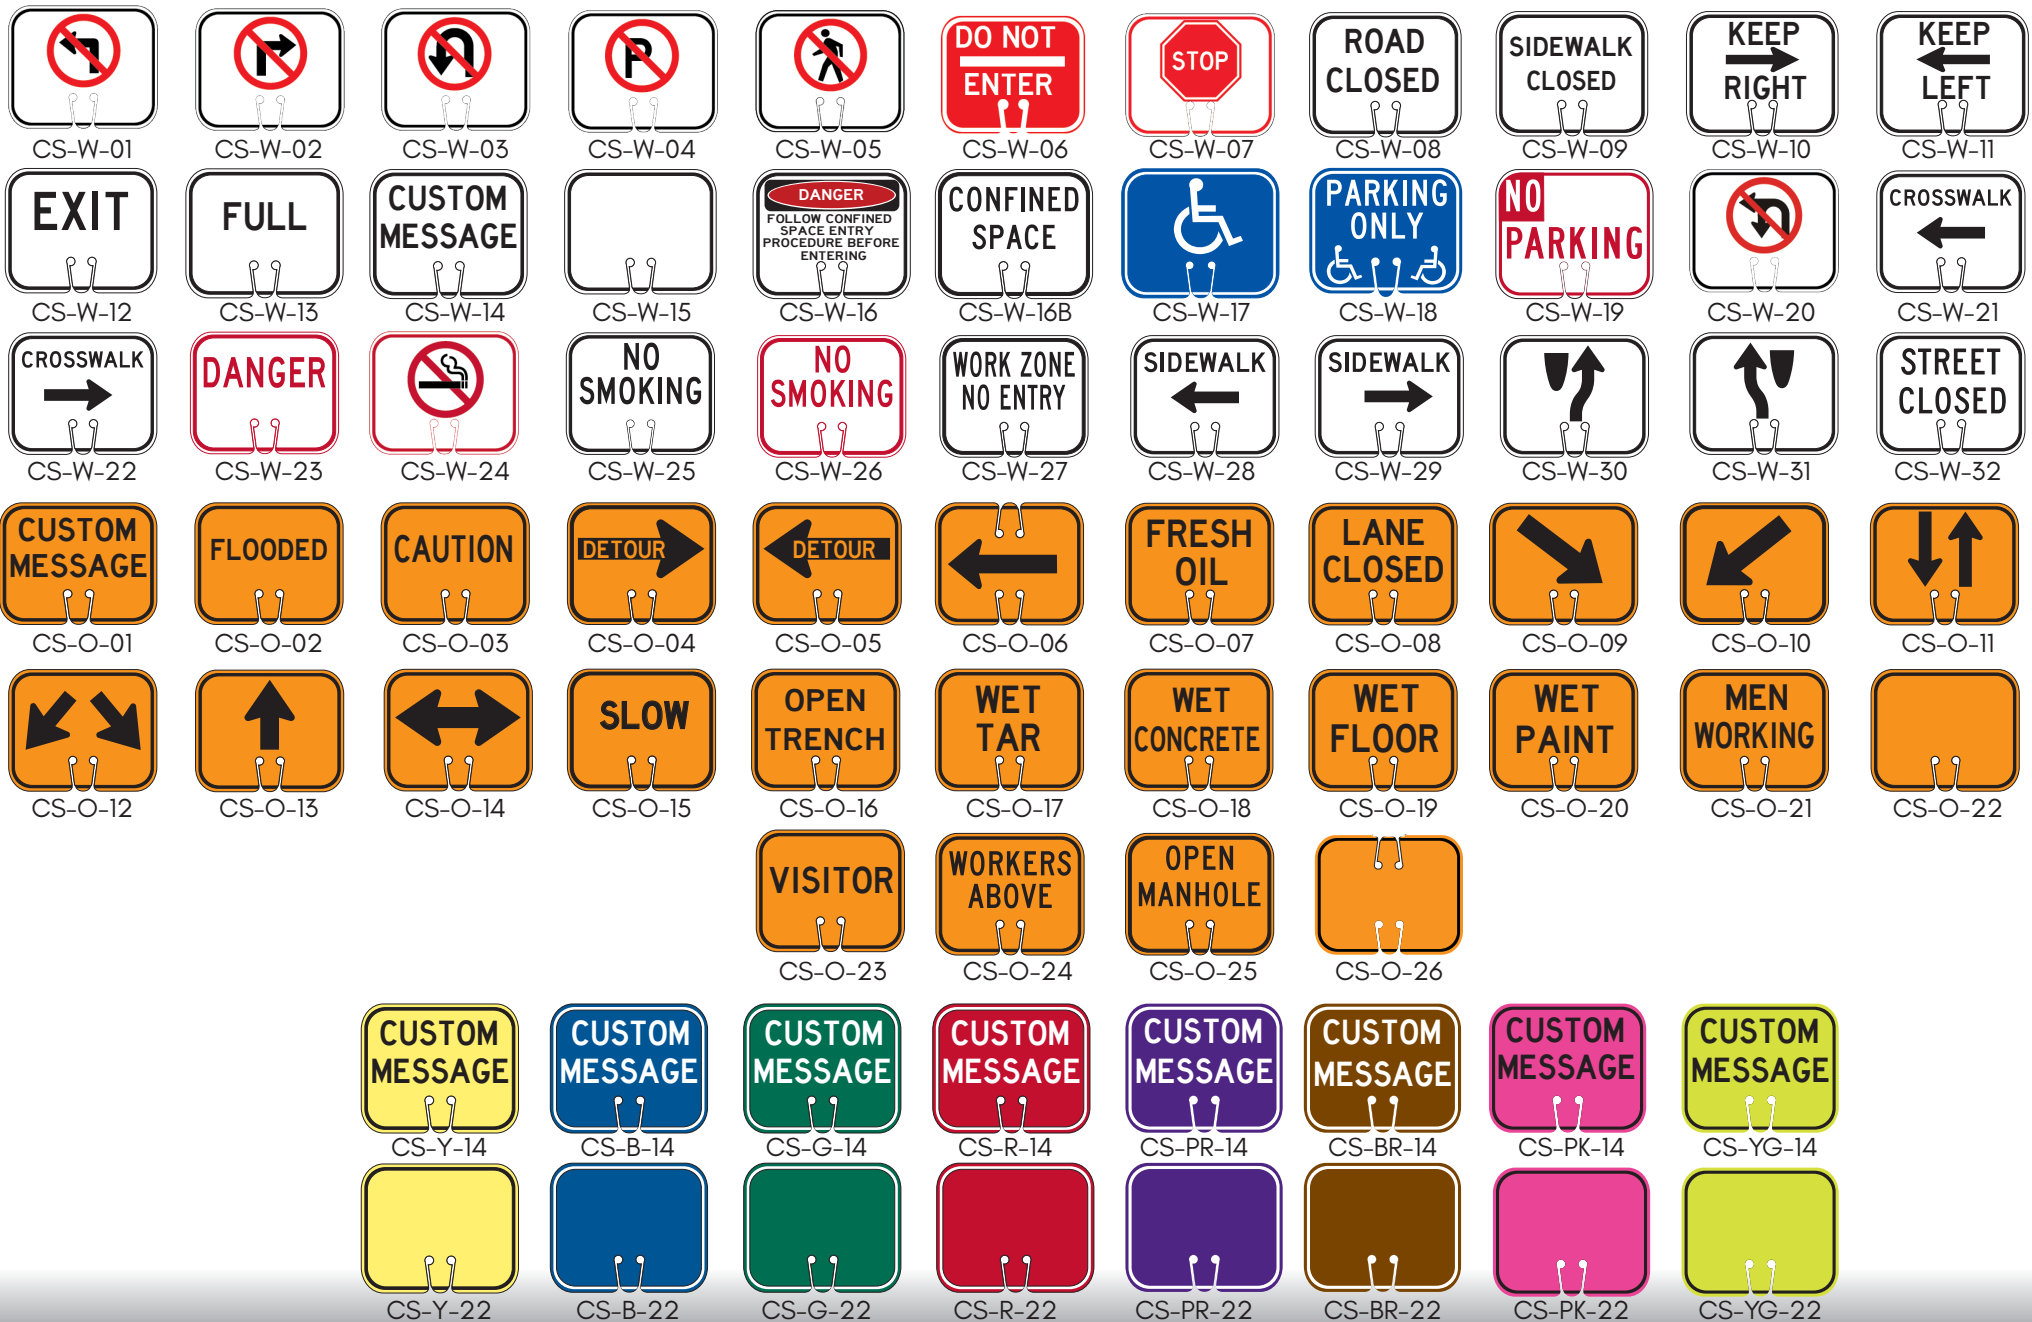 P
DO NOT
ENTER
STOP
ROAD
CLOSED
SIDEWALK
CLOSED
KEEP
RIGHT
KEEP
LEFT
CS-W-01
CS-W-02
CS-W-03
CS-W-04
CS-W-05
CS-W-06
CS-W-07
CS-W-08
CS-W-09
CS-W-10
CS-W-11
EXIT
FULL
CUSTOM
MESSAGE
DANGER
FOLLOW CONFINED
SPACE ENTRY
PROCEDURE BEFORE
ENTERING
CONFINED
SPACE
PARKING
ONLY
NO
PARKING
CROSSWALK
CS-W-12
CS-W-13
CS-W-14
CS-W-15
CS-W-16
CS-W-16B
CS-W-17
CS-W-18
CS-W-19
CS-W-20
CS-W-21
CROSSWALK
DANGER
NO
SMOKING
NO
SMOKING
WORK ZONE
NO ENTRY
SIDEWALK
SIDEWALK
STREET
CLOSED
CS-W-22
CS-W-23
CS-W-24
CS-W-25
CS-W-26
CS-W-27
CS-W-28
CS-W-29
CS-W-30
CS-W-31
CS-W-32
CUSTOM
MESSAGE
FLOODED
CAUTION
DETOUR
DETOUR
FRESH
OIL
LANE
CLOSED
CS-O-01
CS-O-02
CS-O-03
CS-O-04
CS-O-05
CS-O-06
CS-O-07
CS-O-08
CS-O-09
CS-O-10
CS-O-11
SLOW
OPEN
TRENCH
WET
TAR
WET
CONCRETE
WET
FLOOR
WET
PAINT
MEN
WORKING
CS-O-12
CS-O-13
CS-O-14
CS-O-15
CS-O-16
CS-O-17
CS-O-18
CS-O-19
CS-O-20
CS-O-21
CS-O-22
VISITOR
WORKERS
ABOVE
OPEN
MANHOLE
CS-O-23
CS-O-24
CS-O-25
CS-O-26
CUSTOM
MESSAGE
CUSTOM
MESSAGE
CUSTOM
MESSAGE
CUSTOM
MESSAGE
CUSTOM
MESSAGE
CUSTOM
MESSAGE
CUSTOM
MESSAGE
CUSTOM
MESSAGE
CS-Y-14
CS-B-14
CS-G-14
CS-R-14
CS-PR-14
CS-BR-14
CS-PK-14
CS-YG-14
CS-Y-22
CS-B-22
CS-G-22
CS-R-22
CS-PR-22
CS-BR-22
CS-PK-22
CS-YG-22